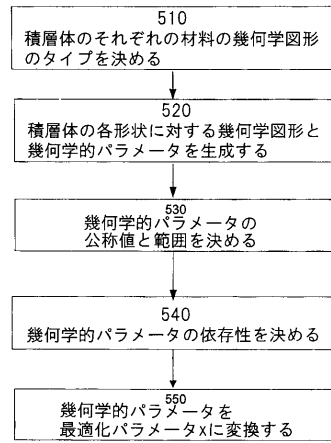 510
積層体のそれぞれの材料の幾何学図形
のタイプを決める
520
積層体の各形状に対する幾何学図形と
幾何学的パラメータを生成する
530
幾何学的パラメータの
公称値と範囲を決める
540
幾何学的パラメータの依存性を決める
550
幾何学的パラメータを
最適化パラメータxに変換する